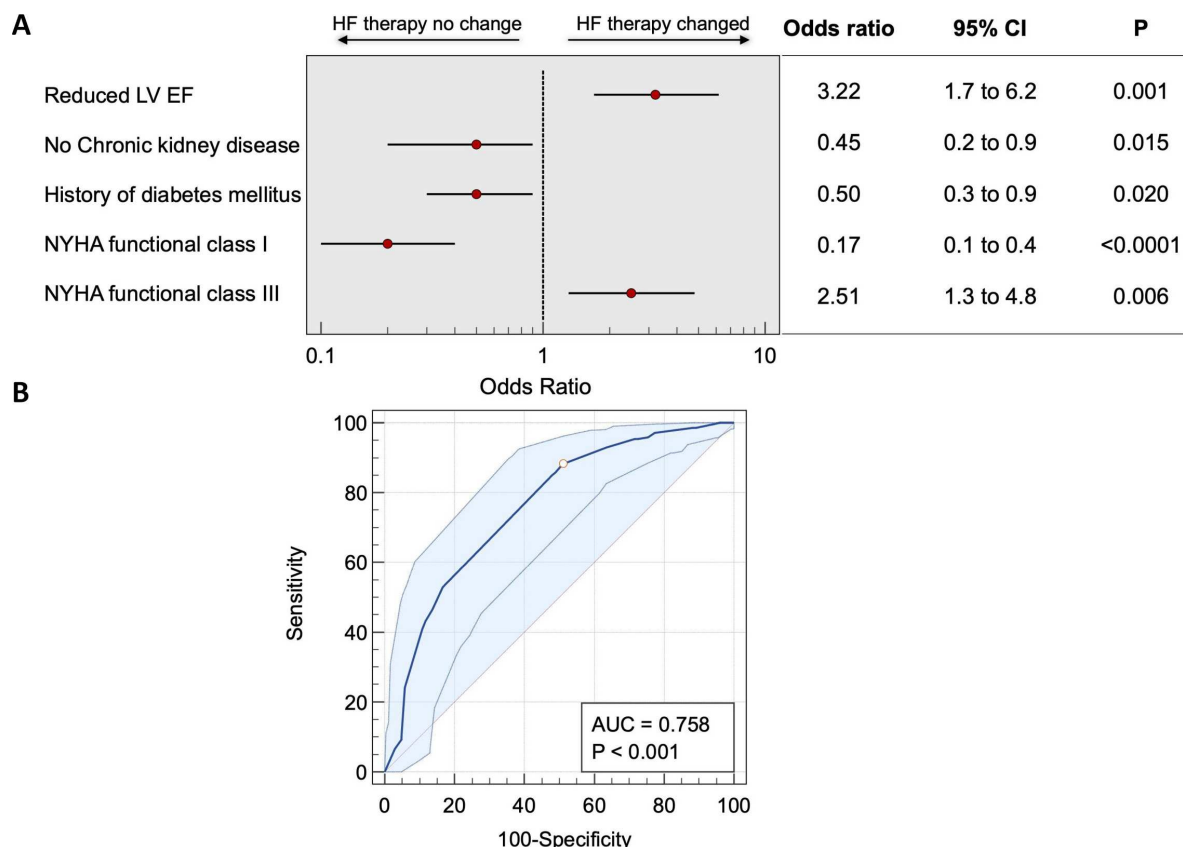 A
HF therapy no change HF therapy changed Odds ratio 95% CI P
Reduced LV EF 3.22 1.7 to 6.2 0.001
No Chronic kidney disease 0.45 0.2 to 0.9 0.015
History of diabetes mellitus 0.50 0.3 to 0.9 0.020
NYHA functional class I 0.17 0.1 to 0.4 <0.0001
NYHA functional class III 2.51 1.3 to 4.8 0.006
0.1 1 10
Odds Ratio
B
100
80
60
40
20
0
Sensitivity
AUC = 0.758
P < 0.001
0 20 40 60 80 100
100-Specificity